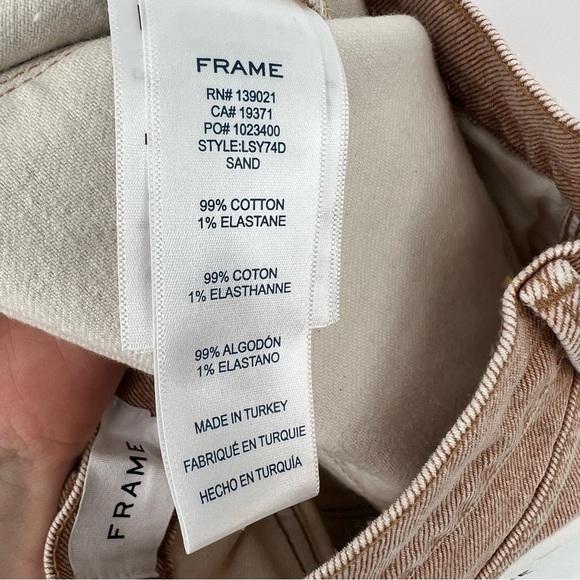 FRAME
RN# 139021
CA# 19371
PO# 1023400
STYLE:LSY74D
SAND
99% COTTON
1% ELASTANE
99% COTON
1% ELASTHANNE
99% ALGODÓN
1% ELASTANO
MADE IN TURKEY
FABRIQUÉ EN TURQUIE
HECHO EN TURQUÍA
FRAME